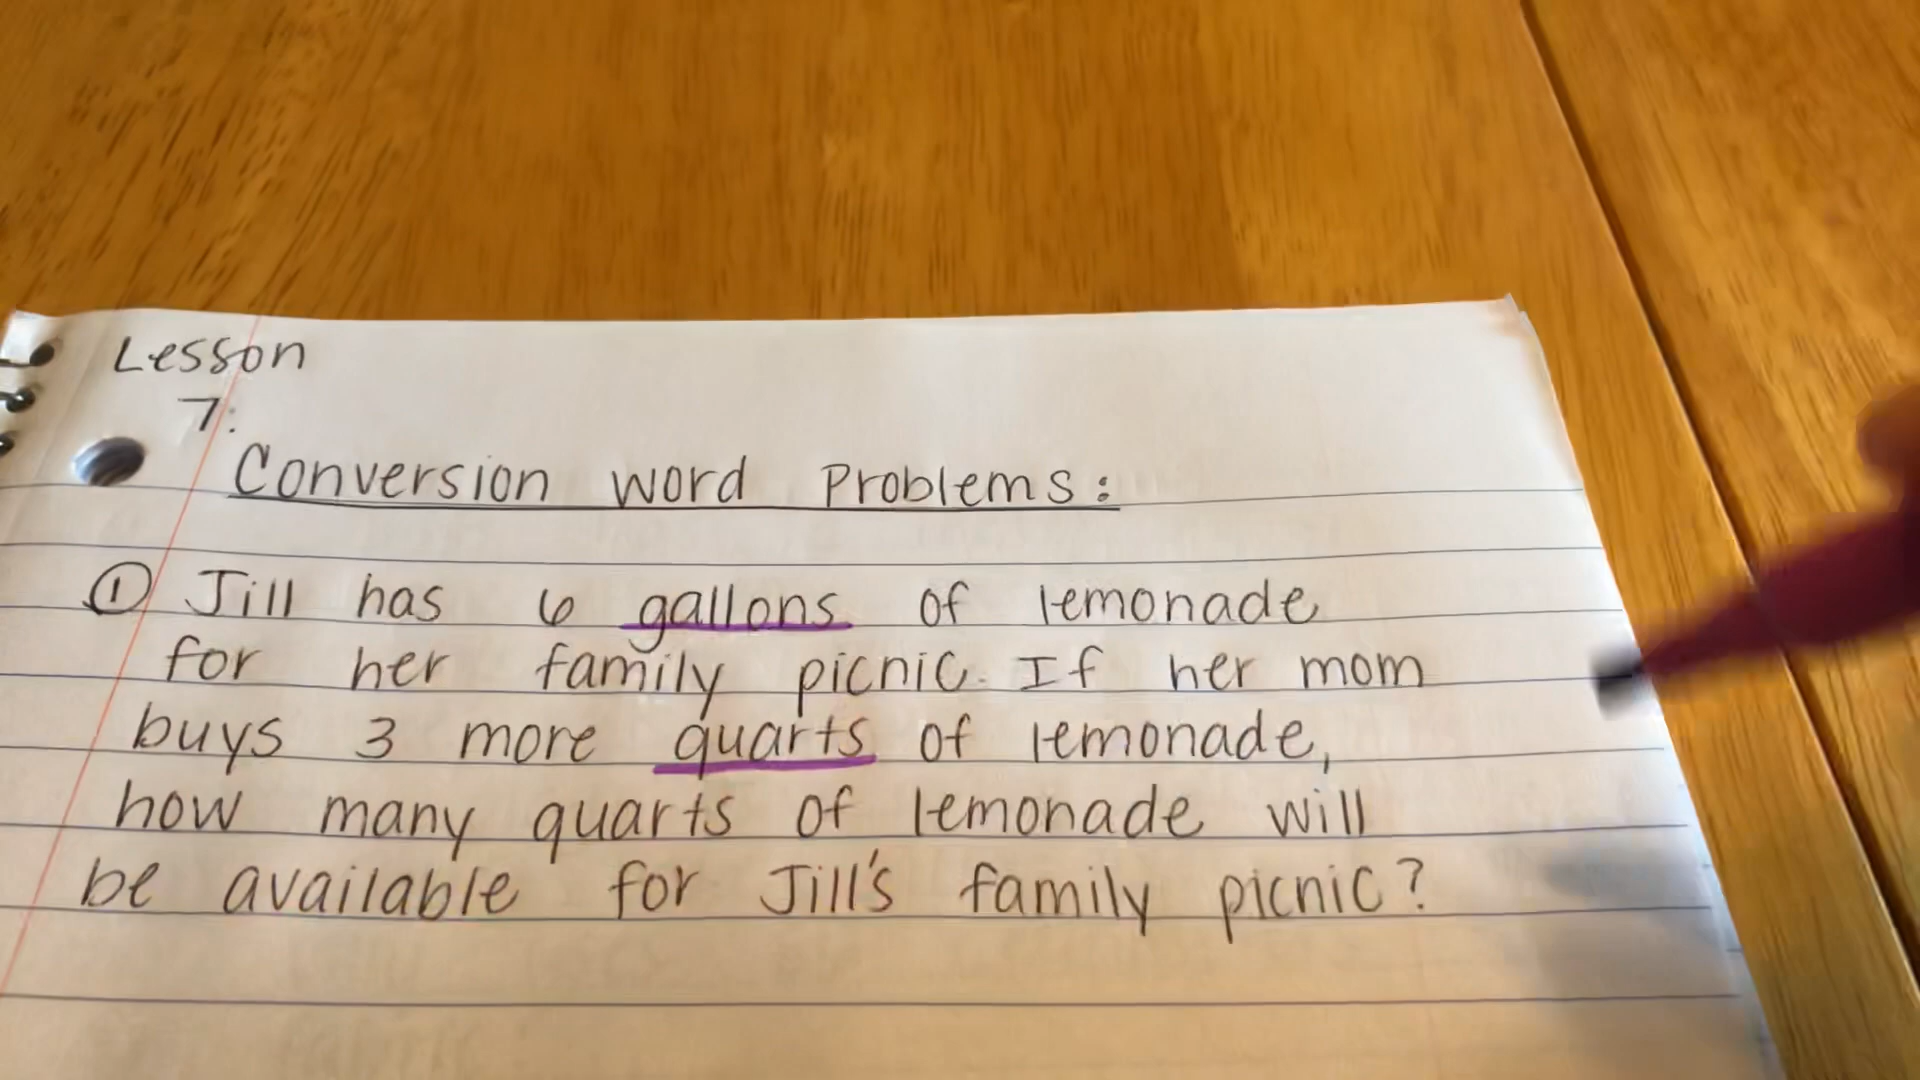 Lesson
7:
Conversion word problems:
① Jill has 6 gallons of lemonade
for her family picnic. If her mom
buys 3 more quarts of lemonade,
how many quarts of lemonade will
be available for Jill's family picnic?